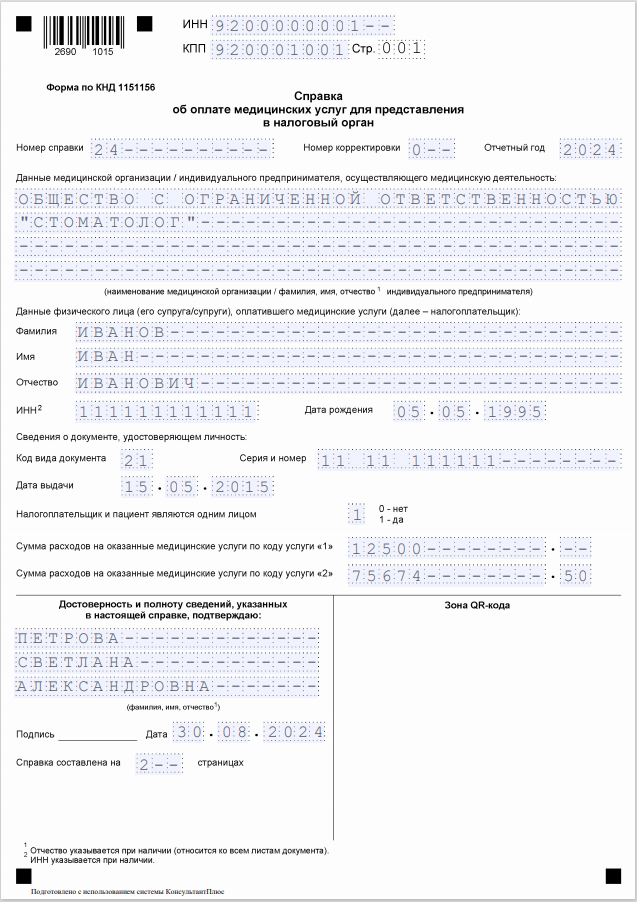 ИНН 9200000001--
КПП 920001001 Стр. 001
2690 1015
Форма по КНД 1151156
Справка
об оплате медицинских услуг для представления
в налоговый орган
Номер справки 24---------- Номер корректировки 0-- Отчетный год 2024
Данные медицинской организации / индивидуального предпринимателя, осуществляющего медицинскую деятельность:
ОБЩЕСТВО С ОГРАНИЧЕННОЙ ОТВЕТСТВЕННОСТЬЮ
"СТОМАТОЛОГ"----------------------------
----------------------------------------
----------------------------------------
(наименование медицинской организации / фамилия, имя, отчество 1 индивидуального предпринимателя)
Данные физического лица (его супруга/супруги), оплатившего медицинские услуги (далее – налогоплательщик):
Фамилия ИВАНОВ------------------------------
Имя ИВАН--------------------------------
Отчество ИВАНОВИЧ----------------------------
ИНН2 111111111111 Дата рождения 05.05.1995
Сведения о документе, удостоверяющем личность:
Код вида документа 21 Серия и номер 11 11 111111--------
Дата выдачи 15.05.2015
Налогоплательщик и пациент являются одним лицом 1 0 - нет
1 - да
Сумма расходов на оказанные медицинские услуги по коду услуги «1» 12500--------.--
Сумма расходов на оказанные медицинские услуги по коду услуги «2» 75674--------.50
Достоверность и полноту сведений, указанных
в настоящей справке, подтверждаю:
Зона QR-кода
ПЕТРОВА-------------
СВЕТЛАНА------------
АЛЕКСАНДРОВНА-------
(фамилия, имя, отчество1)
Подпись ______________ Дата 30.08.2024
Справка составлена на 2-- страницах
1 Отчество указывается при наличии (относится ко всем листам документа).
2 ИНН указывается при наличии.
Подготовлено с использованием системы КонсультантПлюс